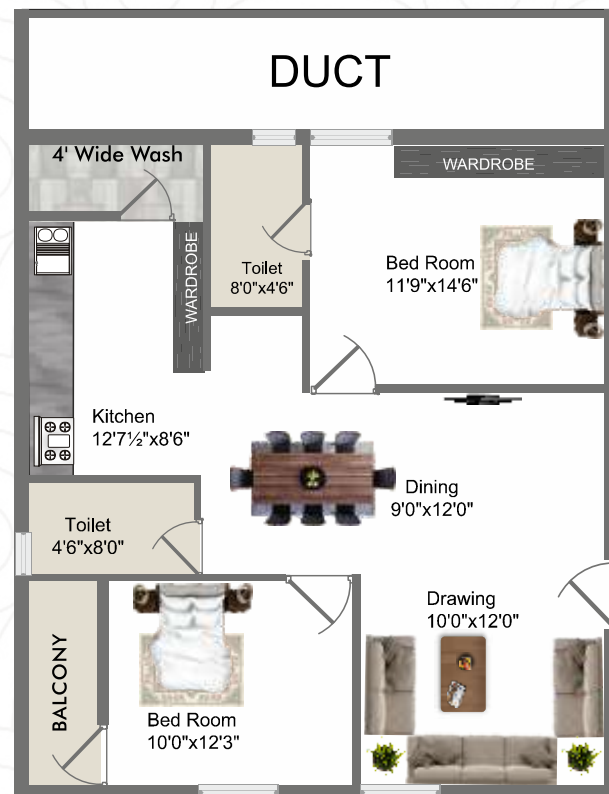 DUCT
4' Wide Wash
WARDROBE
WARDROBE
Toilet
8'0"x4'6"
Bed Room
11'9"x14'6"
Kitchen
12'7½"x8'6"
Dining
9'0"x12'0"
Toilet
4'6"x8'0"
Drawing
10'0"x12'0"
BALCONY
Bed Room
10'0"x12'3"